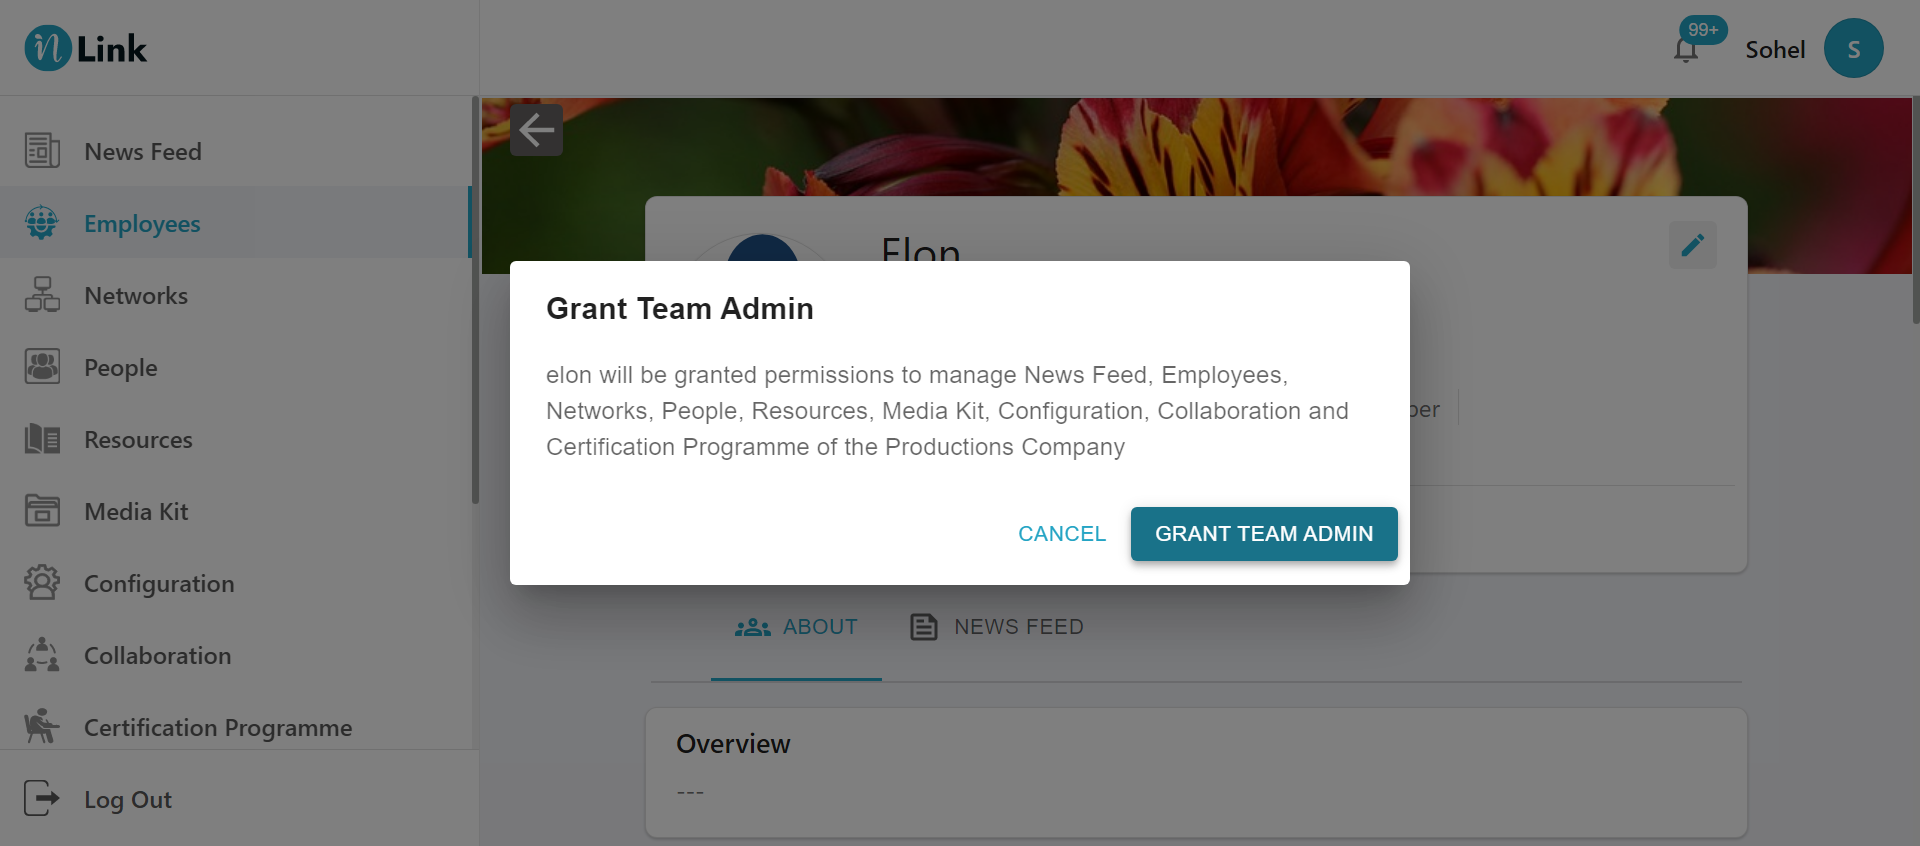 n Link
99+
Sohel
S
News Feed
Employees
Networks
People
Resources
Media Kit
Configuration
Collaboration
Certification Programme
Log Out
Elon
Grant Team Admin
elon will be granted permissions to manage News Feed, Employees,
Networks, People, Resources, Media Kit, Configuration, Collaboration and
Certification Programme of the Productions Company
CANCEL
GRANT TEAM ADMIN
ABOUT
NEWS FEED
Overview
---